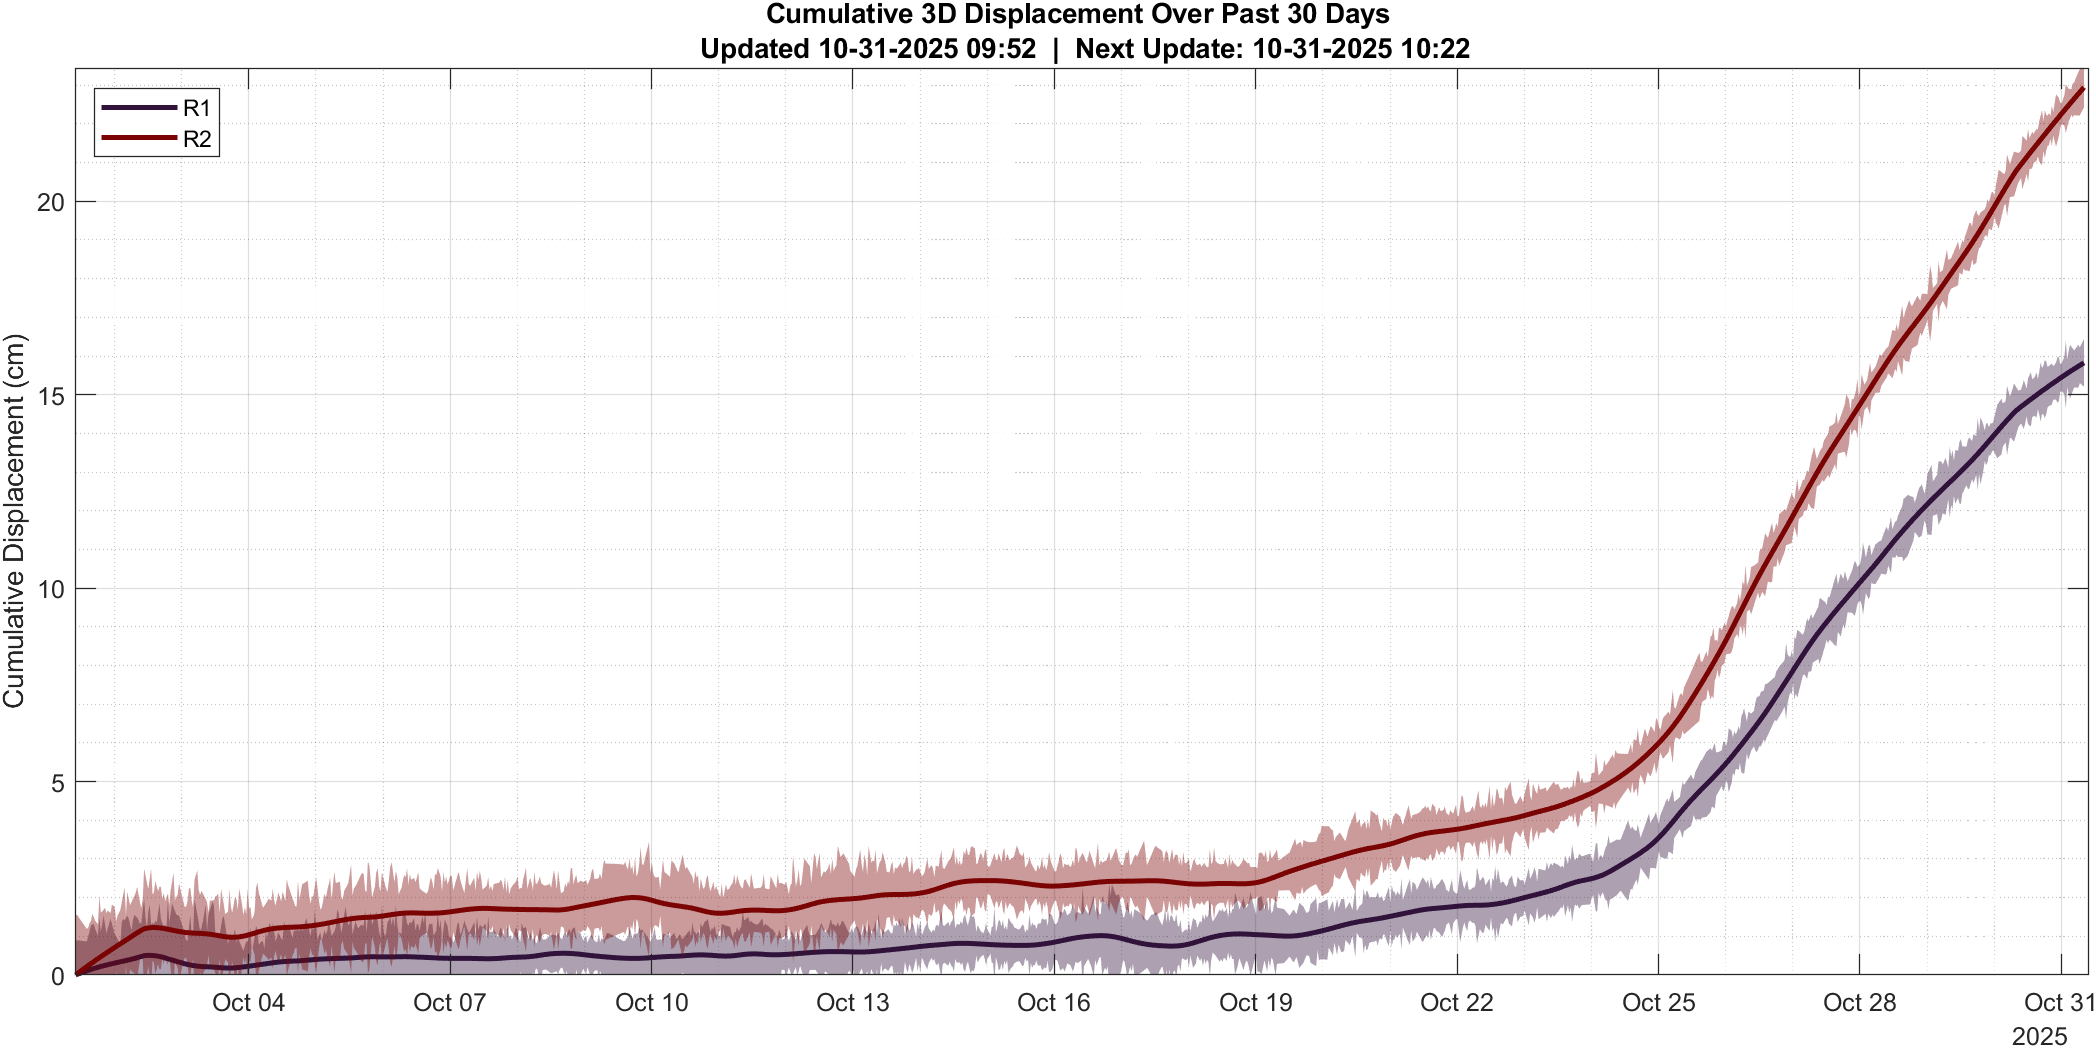 Cumulative 3D Displacement Over Past 30 Days
Updated 10-31-2025 09:52 | Next Update: 10-31-2025 10:22
R1
R2
Cumulative Displacement (cm)
20
15
10
5
0
Oct 04
Oct 07
Oct 10
Oct 13
Oct 16
Oct 19
Oct 22
Oct 25
Oct 28
Oct 31
2025